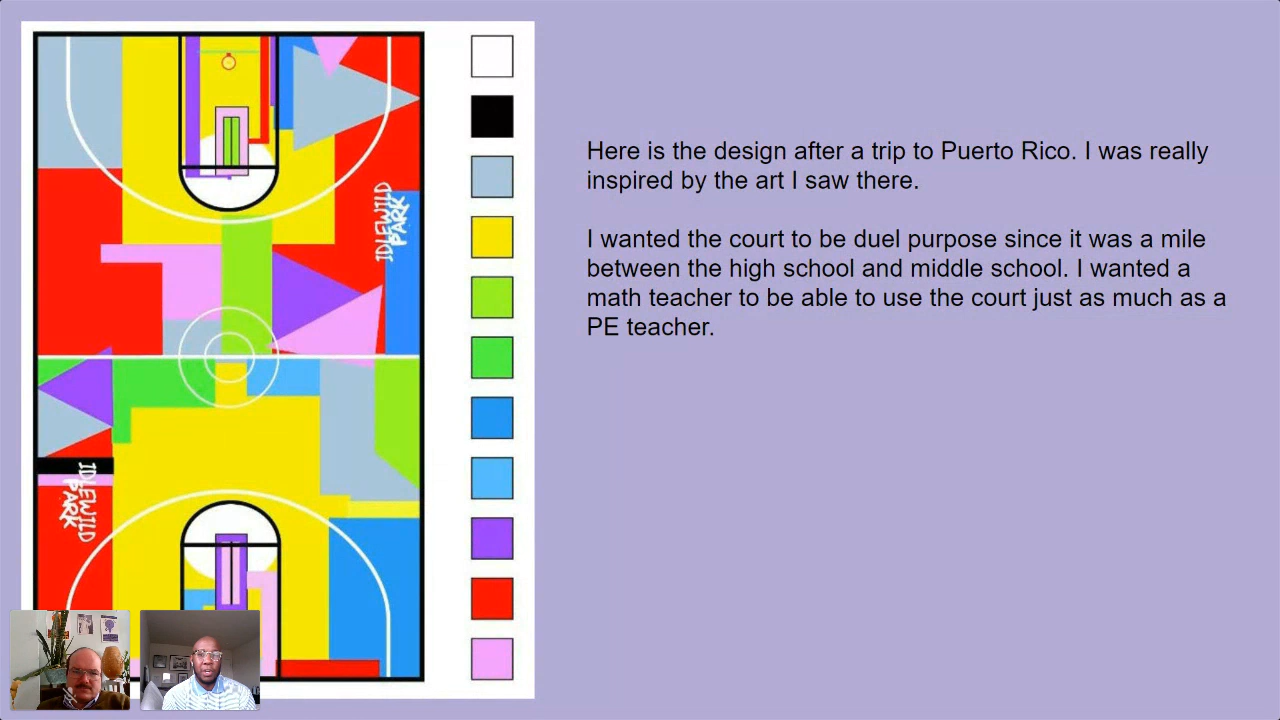 Here is the design after a trip to Puerto Rico. I was really
inspired by the art I saw there.
I wanted the court to be duel purpose since it was a mile
between the high school and middle school. I wanted a
math teacher to be able to use the court just as much as a
PE teacher.
IDLEWILD
PARK
IDLEWILD
PARK